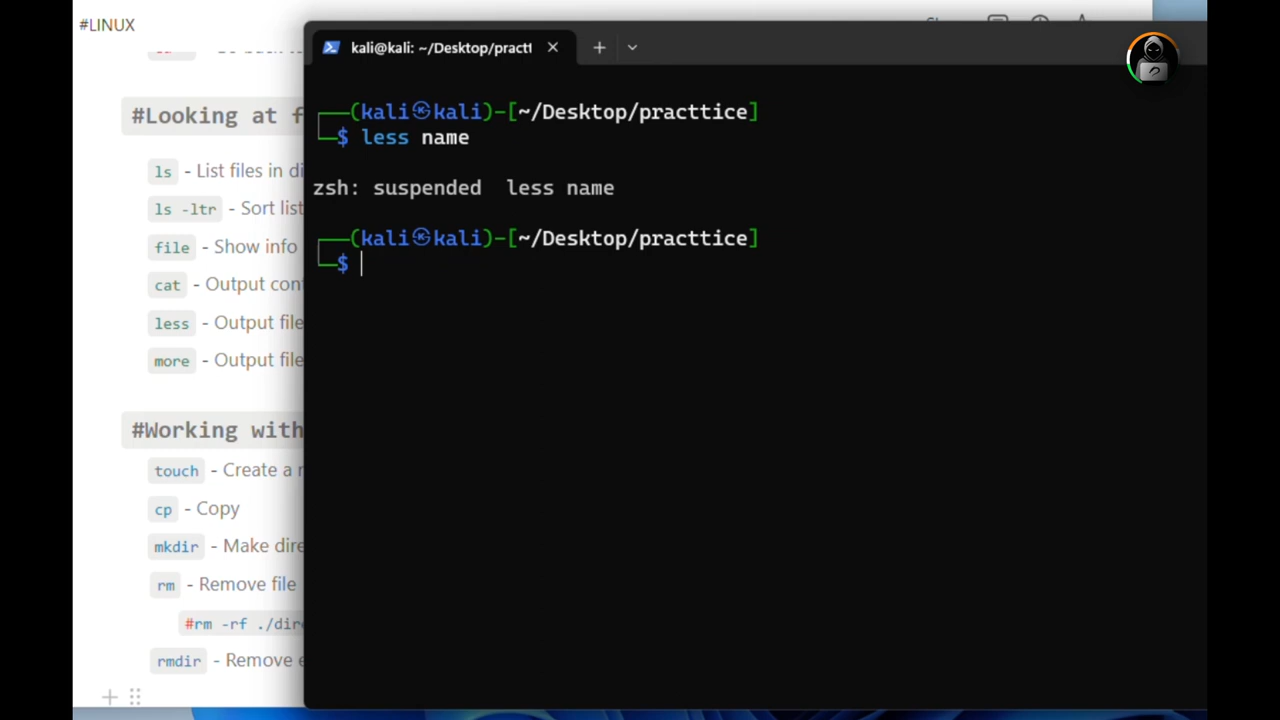 #LINUX
#Looking at f
ls - List files in di
ls -ltr - Sort list
file - Show info
cat - Output cont
less - Output file
more - Output file
#Working with
touch - Create a n
cp - Copy
mkdir - Make dire
rm - Remove file
#rm -rf ./dire
rmdir - Remove e
kali@kali: ~/Desktop/practt
┌──(kali㉿kali)-[~/Desktop/practtice]
└─$ less name
zsh: suspended  less name
┌──(kali㉿kali)-[~/Desktop/practtice]
└─$